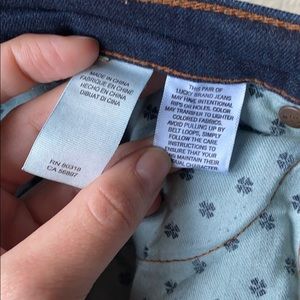 MADE IN CHINA
FABRIQUE EN CHINE
HECHO EN CHINA
DIBUAT DI CINA
RN 80318
CA 56897
THIS PAIR OF
LUCKY BRAND JEANS
MAY HAVE INTENTIONAL
RIPS OR HOLES. COLOR
MAY TRANSFER TO LIGHTER
COLORED FABRICS.
AVOID PULLING UP BY
BELT LOOPS, SIMPLY
FOLLOW THE CARE
INSTRUCTIONS TO
ENSURE THAT YOUR
MAINTAIN THEIR
USUAL CHARACTER